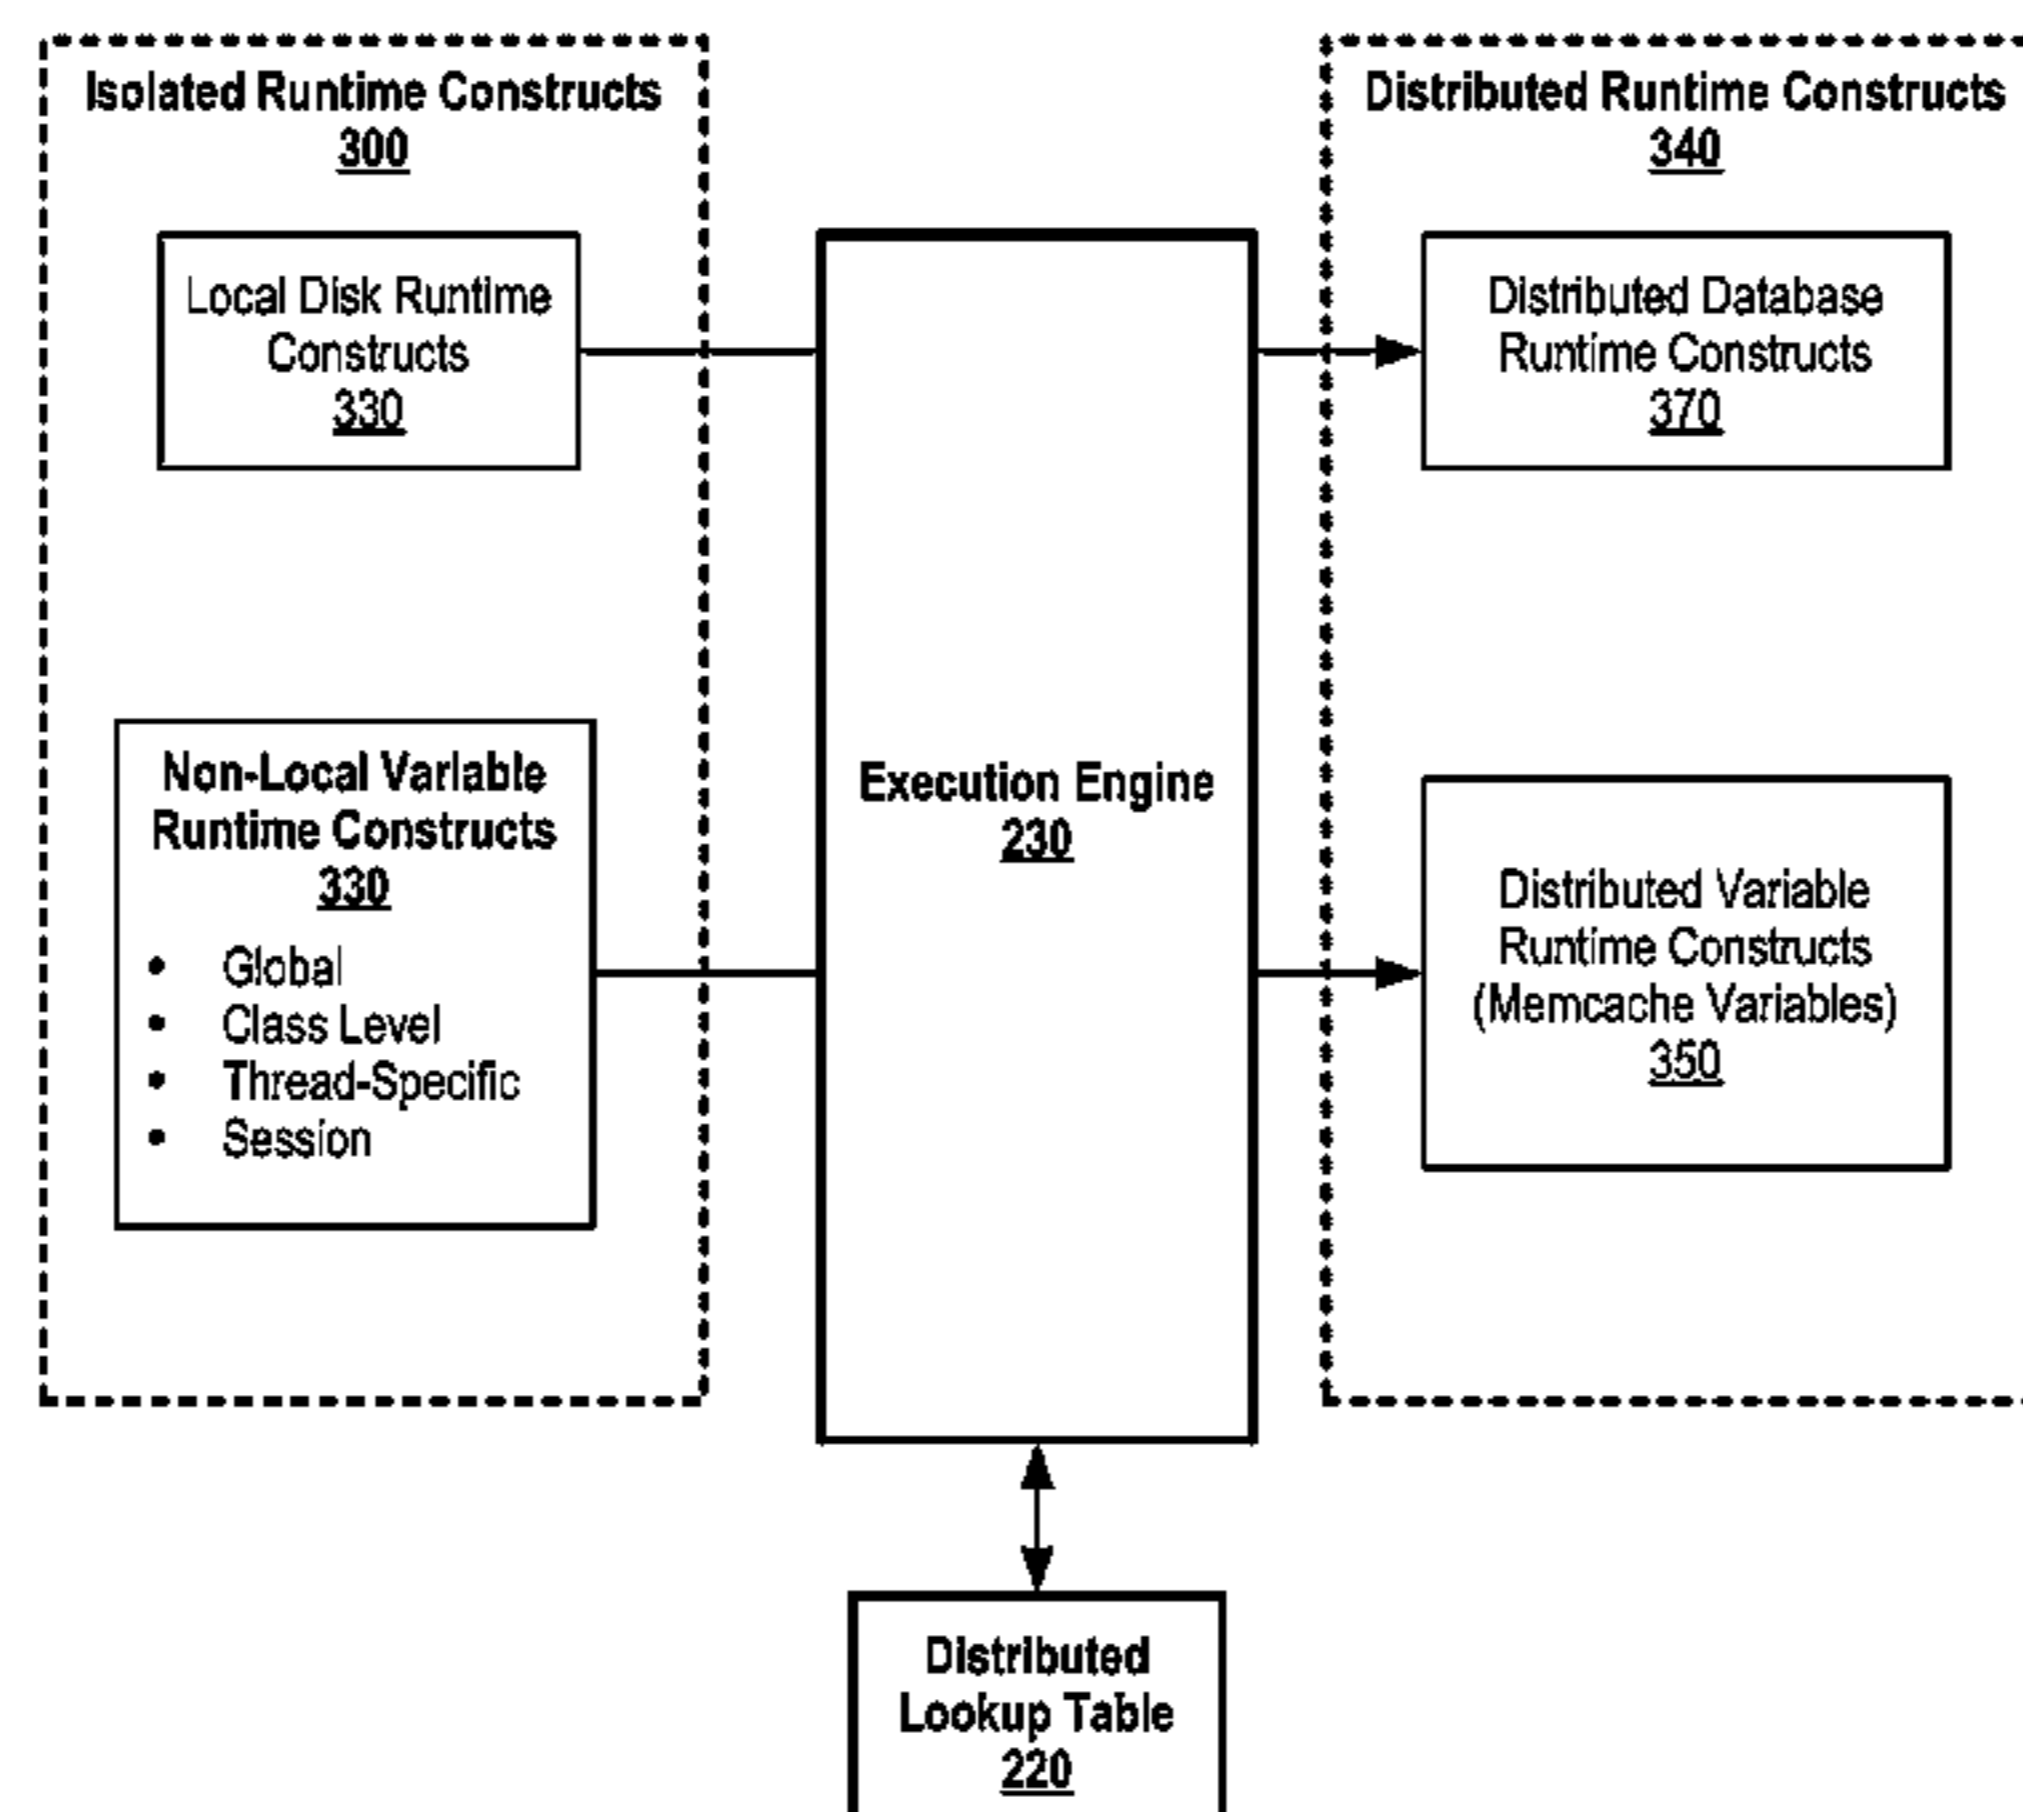 Isolated Runtime Constructs
300
Local Disk Runtime
Constructs
330
Non-Local Variable
Runtime Constructs
330
• Global
• Class Level
• Thread-Specific
• Session
Execution Engine
230
Distributed Lookup Table
220
Distributed Runtime Constructs
340
Distributed Database
Runtime Constructs
370
Distributed Variable
Runtime Constructs
(Memcache Variables)
350